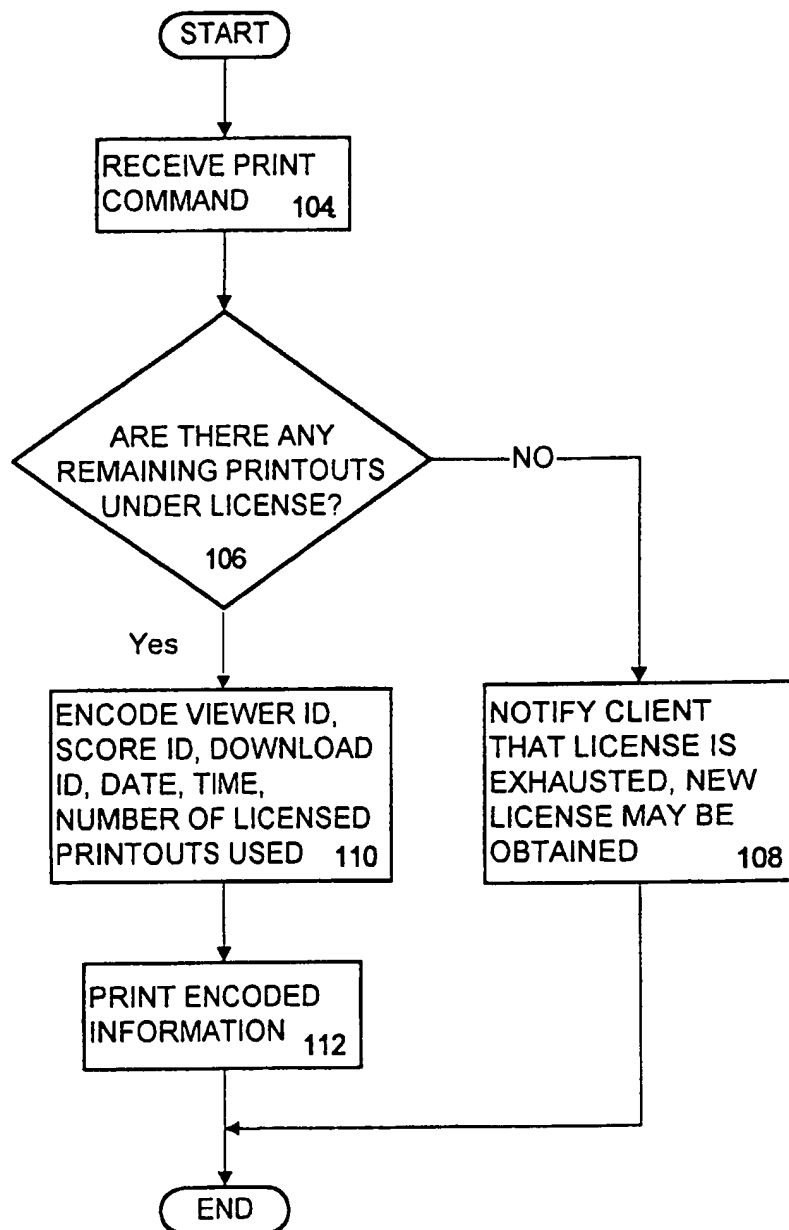 START
RECEIVE PRINT
COMMAND 104
ARE THERE ANY
REMAINING PRINTOUTS
UNDER LICENSE?
106
NO
Yes
ENCODE VIEWER ID,
SCORE ID, DOWNLOAD
ID, DATE, TIME,
NUMBER OF LICENSED
PRINTOUTS USED 110
NOTIFY CLIENT
THAT LICENSE IS
EXHAUSTED, NEW
LICENSE MAY BE
OBTAINED 108
PRINT ENCODED
INFORMATION 112
END